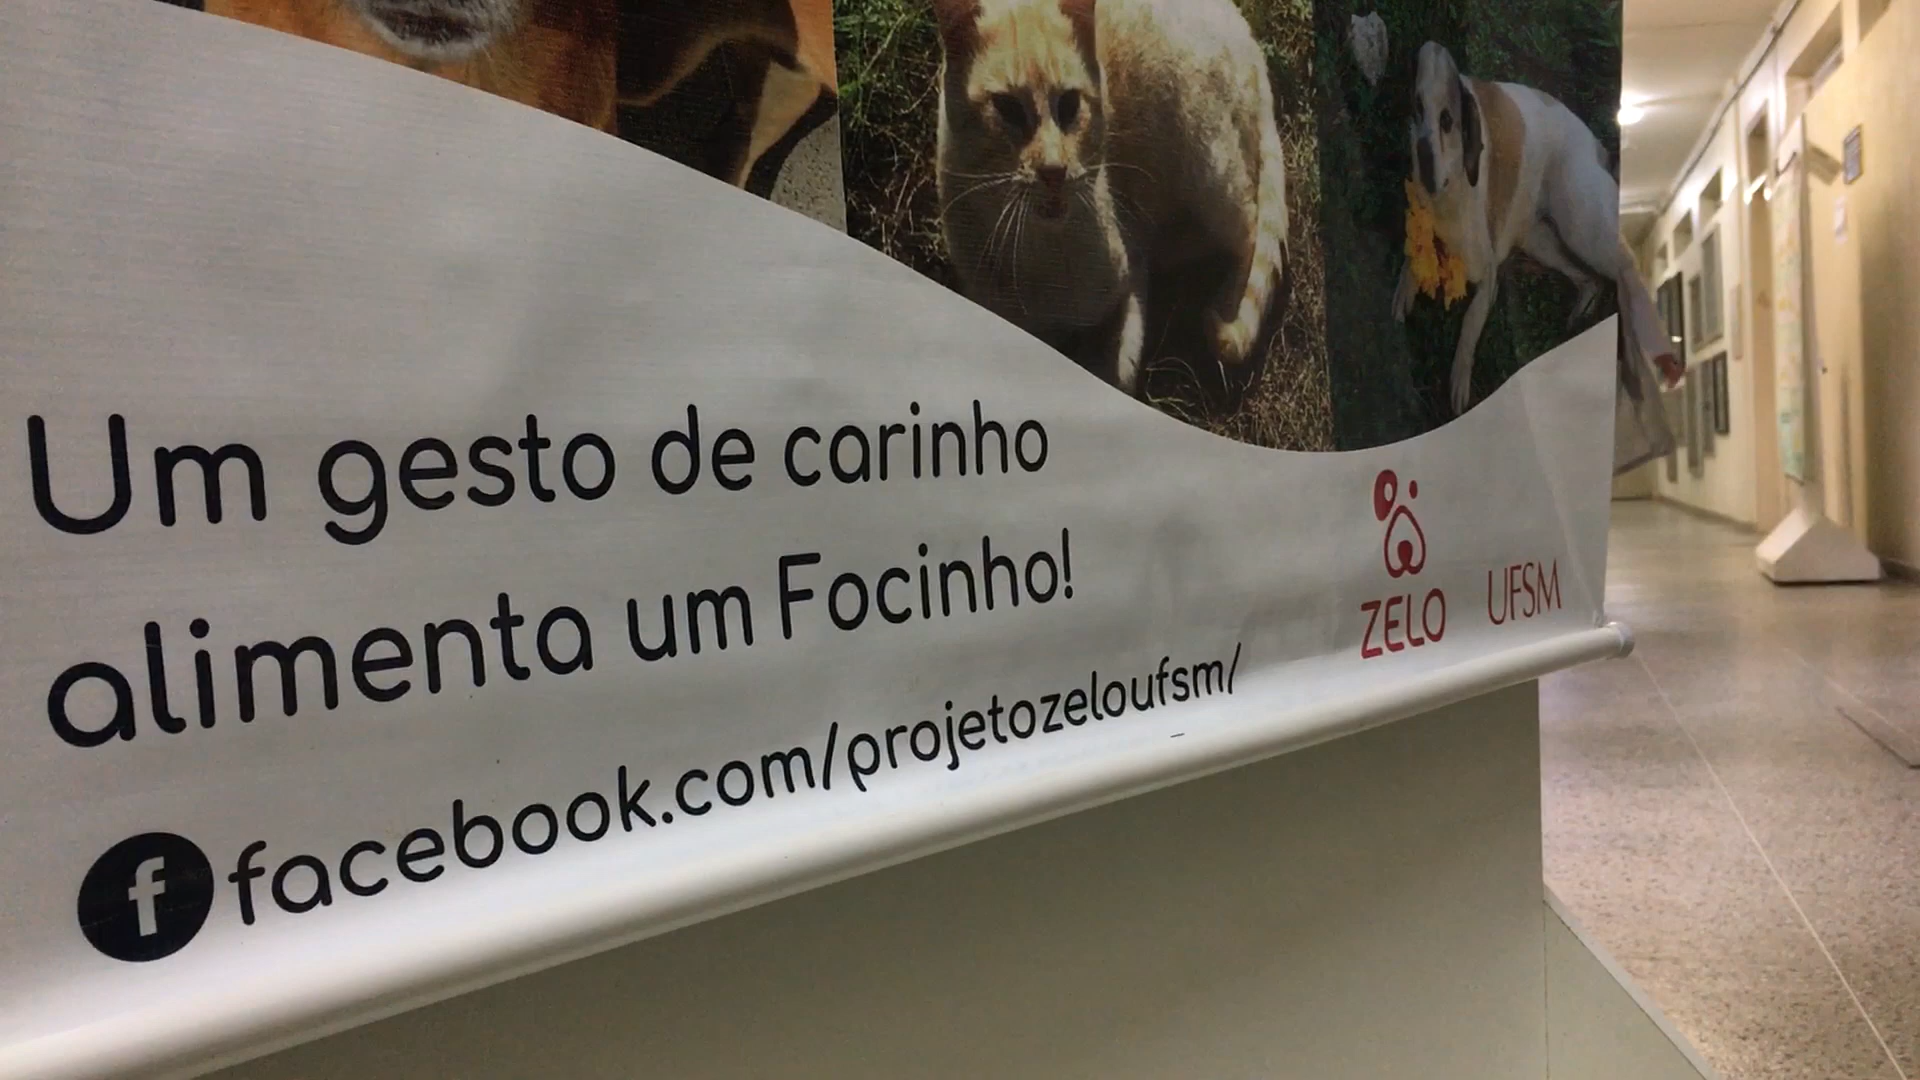 Um gesto de carinho
alimenta um Focinho!
facebook.com/projetozeloufsm/
ZELO
UFSM